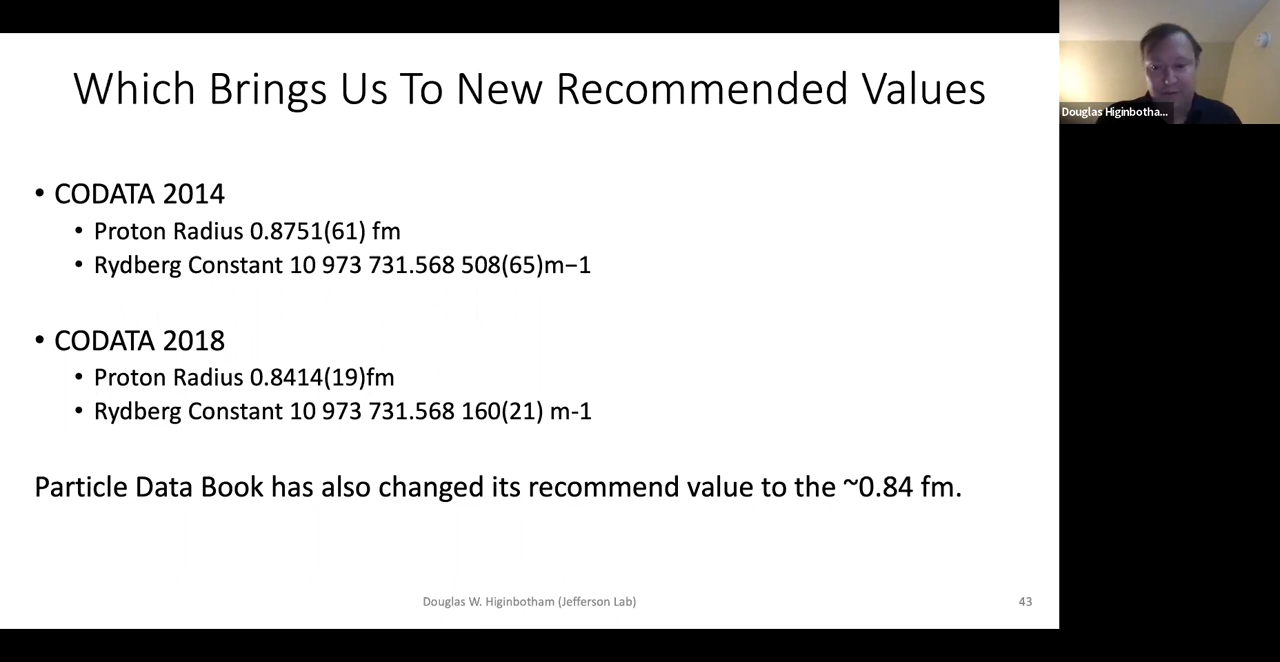 Which Brings Us To New Recommended Values
Douglas Higinbotha...
• CODATA 2014
• Proton Radius 0.8751(61) fm
• Rydberg Constant 10 973 731.568 508(65)m−1
• CODATA 2018
• Proton Radius 0.8414(19)fm
• Rydberg Constant 10 973 731.568 160(21) m-1
Particle Data Book has also changed its recommend value to the ~0.84 fm.
Douglas W. Higinbotham (Jefferson Lab)
43